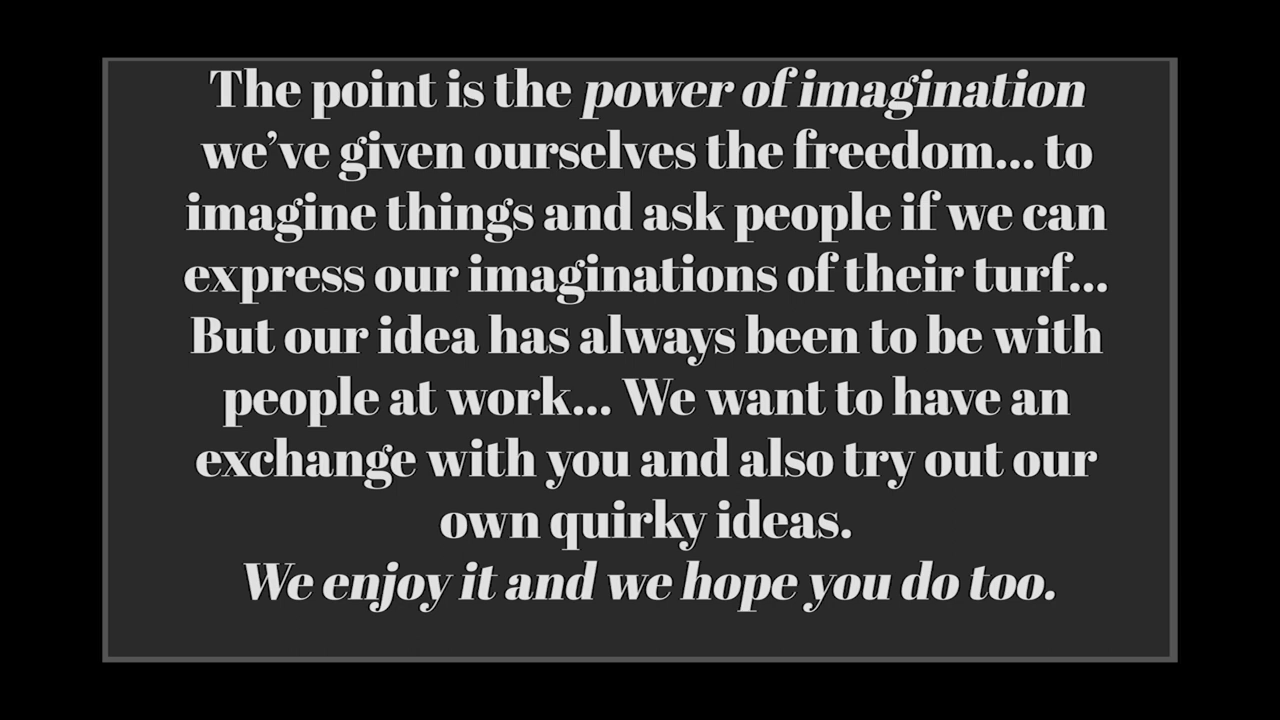 The point is the power of imagination
we’ve given ourselves the freedom... to
imagine things and ask people if we can
express our imaginations of their turf...
But our idea has always been to be with
people at work... We want to have an
exchange with you and also try out our
own quirky ideas.
We enjoy it and we hope you do too.